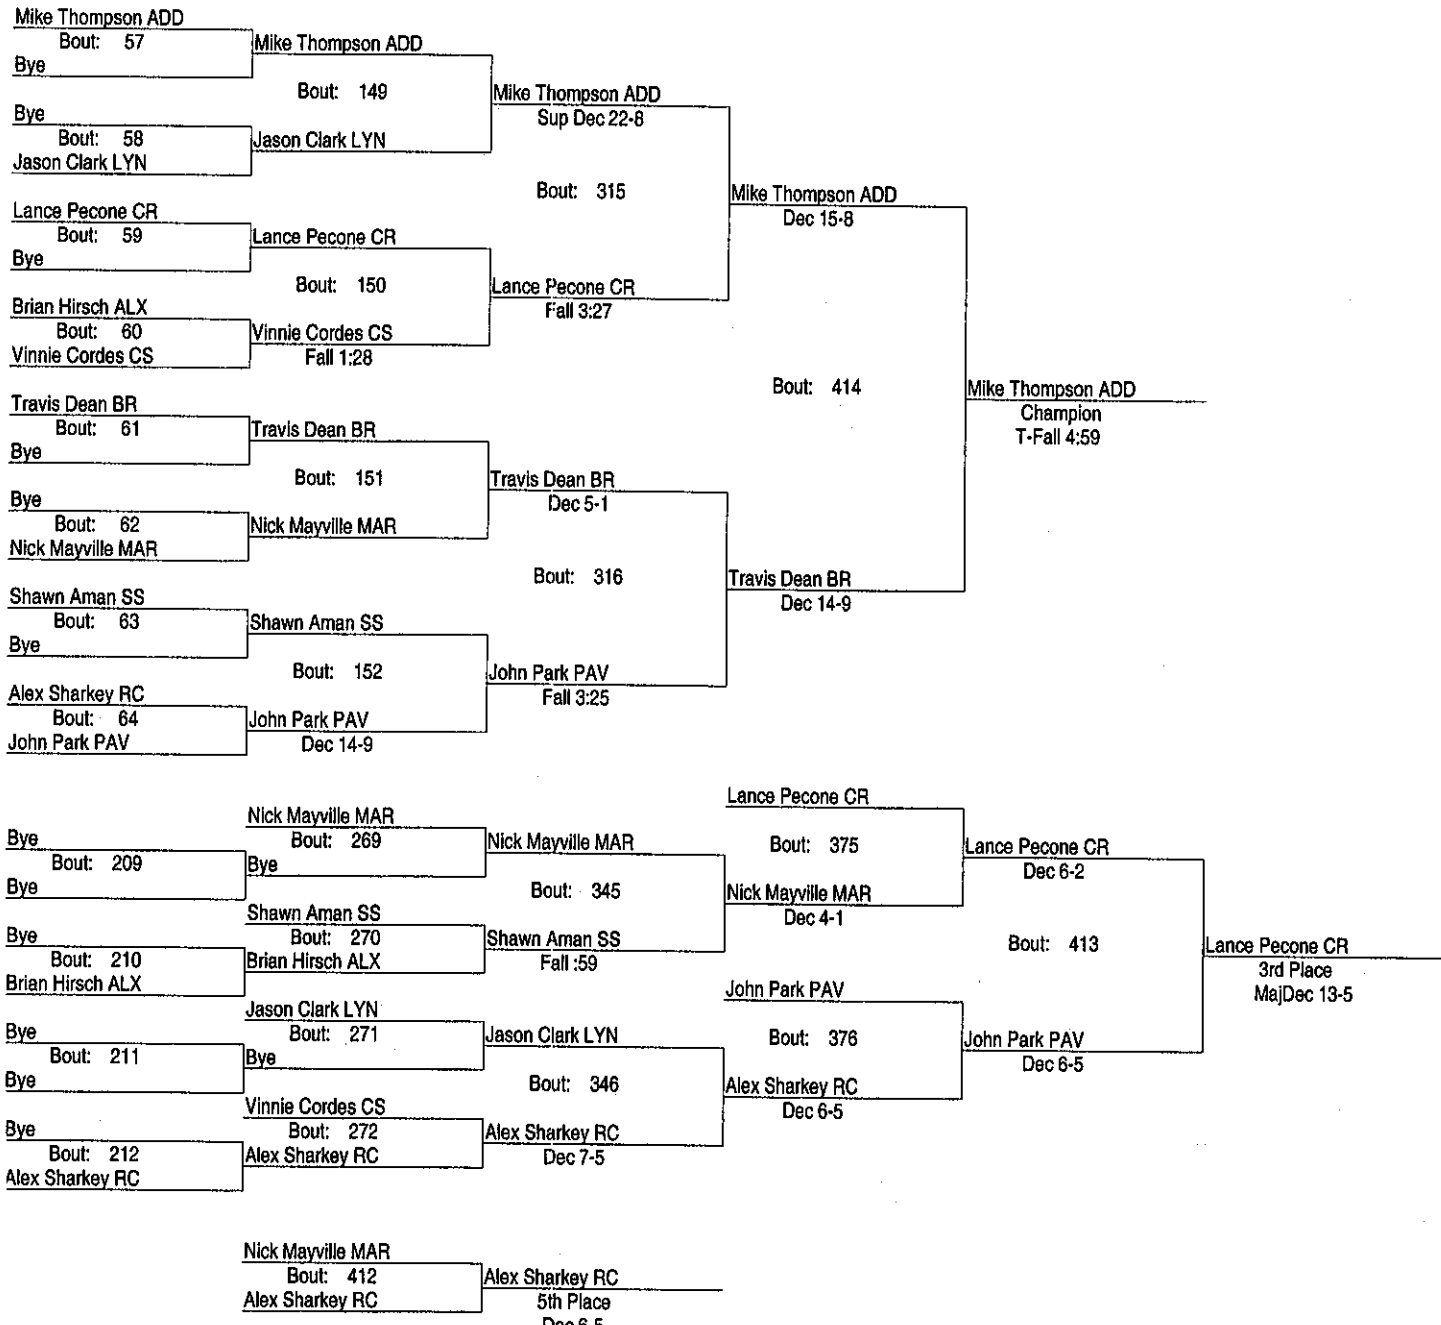 Mike Thompson ADD
Bout: 57
Bye
Mike Thompson ADD
Bout: 149
Bye
Bout: 58
Jason Clark LYN
Jason Clark LYN
Mike Thompson ADD
Sup Dec 22-8
Bout: 315
Lance Pecone CR
Bout: 59
Bye
Lance Pecone CR
Bout: 150
Brian Hirsch ALX
Bout: 60
Vinnie Cordes CS
Vinnie Cordes CS
Fall 1:28
Lance Pecone CR
Fall 3:27
Mike Thompson ADD
Dec 15-8
Bout: 414
Mike Thompson ADD
Champion
T-Fall 4:59
Travis Dean BR
Bout: 61
Bye
Travis Dean BR
Bout: 151
Bye
Bout: 62
Nick Mayville MAR
Nick Mayville MAR
Travis Dean BR
Dec 5-1
Bout: 316
Travis Dean BR
Dec 14-9
Shawn Aman SS
Bout: 63
Bye
Shawn Aman SS
Bout: 152
Alex Sharkey RC
Bout: 64
John Park PAV
John Park PAV
Dec 14-9
John Park PAV
Fall 3:25
Bye
Bout: 209
Bye
Nick Mayville MAR
Bout: 269
Bye
Nick Mayville MAR
Bout: 345
Bye
Bout: 210
Brian Hirsch ALX
Shawn Aman SS
Bout: 270
Brian Hirsch ALX
Shawn Aman SS
Fall :59
Lance Pecone CR
Bout: 375
Nick Mayville MAR
Dec 4-1
Lance Pecone CR
Dec 6-2
Bout: 413
Lance Pecone CR
3rd Place
MajDec 13-5
Bye
Bout: 211
Bye
Jason Clark LYN
Bout: 271
Bye
Jason Clark LYN
Bout: 346
Bye
Bout: 212
Alex Sharkey RC
Vinnie Cordes CS
Bout: 272
Alex Sharkey RC
Alex Sharkey RC
Dec 7-5
John Park PAV
Bout: 376
Alex Sharkey RC
Dec 6-5
John Park PAV
Dec 6-5
Nick Mayville MAR
Bout: 412
Alex Sharkey RC
Alex Sharkey RC
5th Place
Dec 6-5